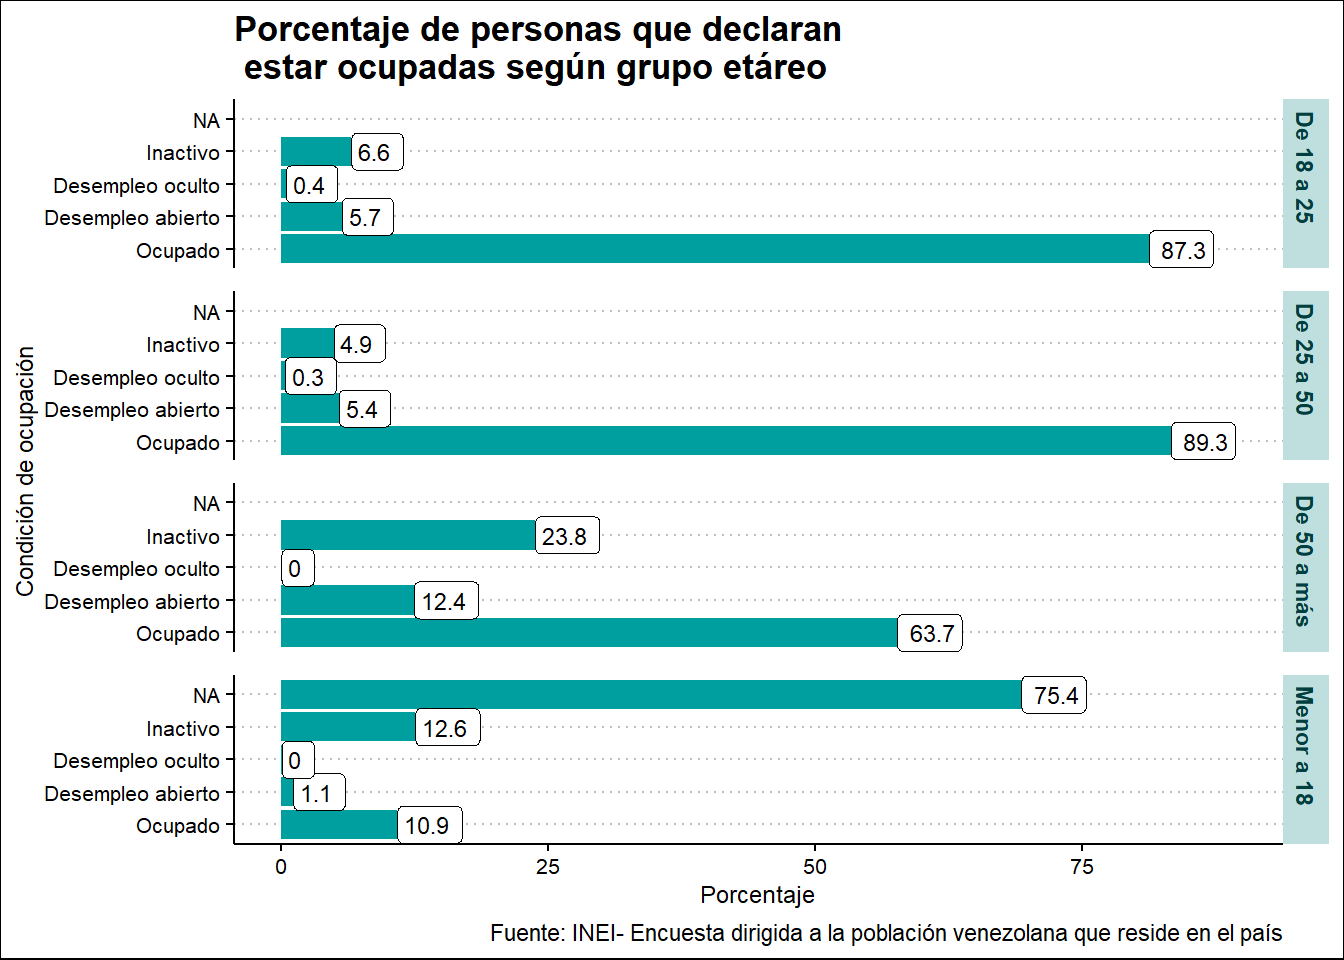 Porcentaje de personas que declaran
estar ocupadas según grupo etáreo
Condición de ocupación
De 18 a 25
NA
Inactivo 6.6
Desempleo oculto 0.4
Desempleo abierto 5.7
Ocupado 87.3
De 25 a 50
NA
Inactivo 4.9
Desempleo oculto 0.3
Desempleo abierto 5.4
Ocupado 89.3
De 50 a más
NA
Inactivo 23.8
Desempleo oculto 0
Desempleo abierto 12.4
Ocupado 63.7
Menor a 18
NA 75.4
Inactivo 12.6
Desempleo oculto 0
Desempleo abierto 1.1
Ocupado 10.9
0 25 50 75
Porcentaje
Fuente: INEI- Encuesta dirigida a la población venezolana que reside en el país